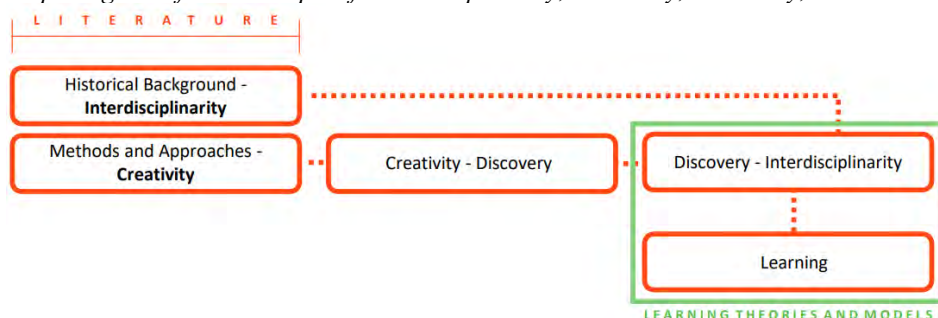 L I T E R A T U R E
Historical Background -
Interdisciplinarity
Methods and Approaches -
Creativity
Creativity - Discovery
Discovery - Interdisciplinarity
Learning
LEARNING THEORIES AND MODELS